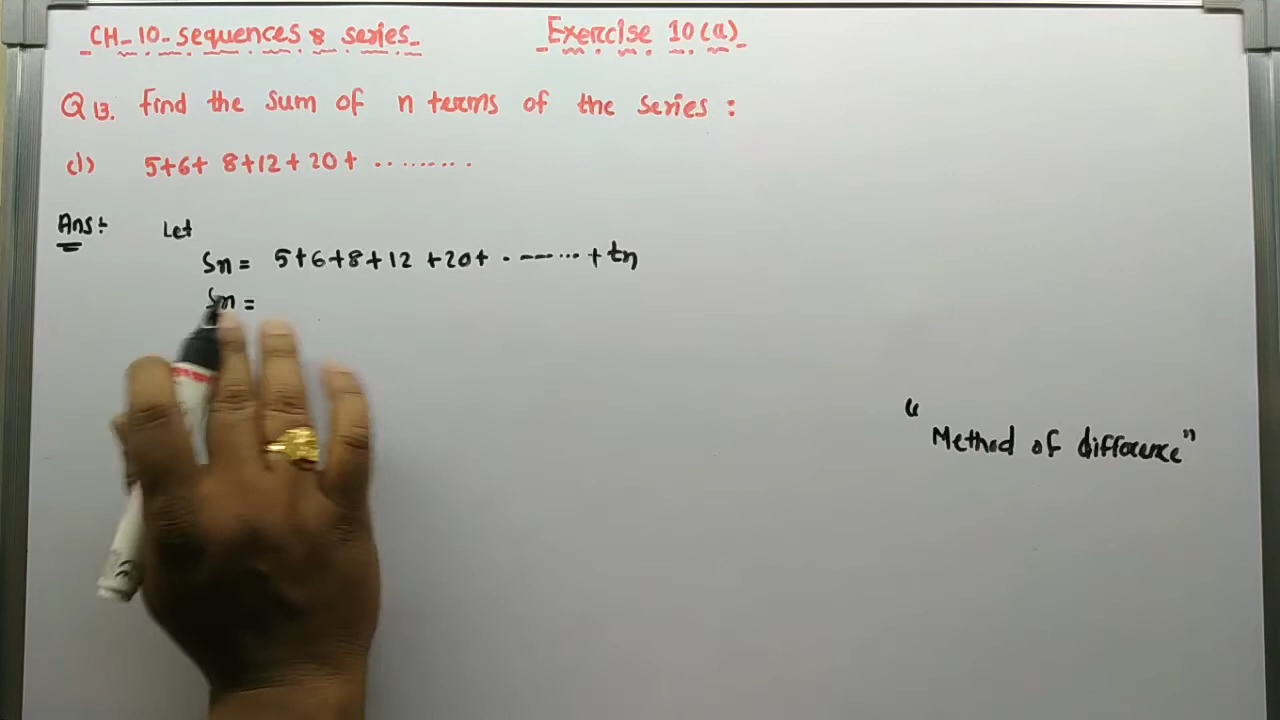 CH-10-sequences & series-
Exercise 10(a)
Q13. Find the sum of n terms of the series :
(d) 5+6+ 8+12+20+ .........
Ans: Let
Sn = 5+6+8+12 +20+ . ---... + tn
Sn =
"Method of difference"